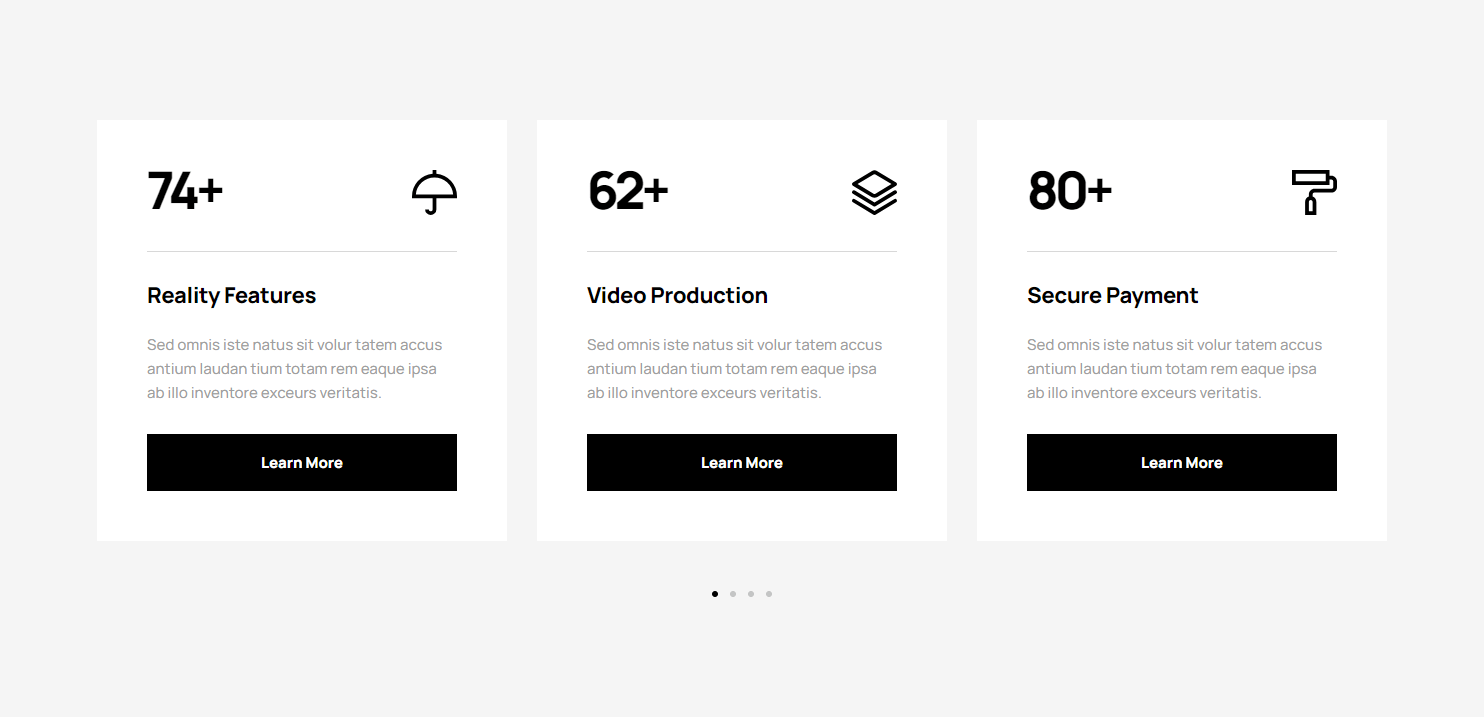 74+
Reality Features
Sed omnis iste natus sit volur tatem accus
antium laudan tium totam rem eaque ipsa
ab illo inventore exceurs veritatis.
Learn More
62+
Video Production
Sed omnis iste natus sit volur tatem accus
antium laudan tium totam rem eaque ipsa
ab illo inventore exceurs veritatis.
Learn More
80+
Secure Payment
Sed omnis iste natus sit volur tatem accus
antium laudan tium totam rem eaque ipsa
ab illo inventore exceurs veritatis.
Learn More